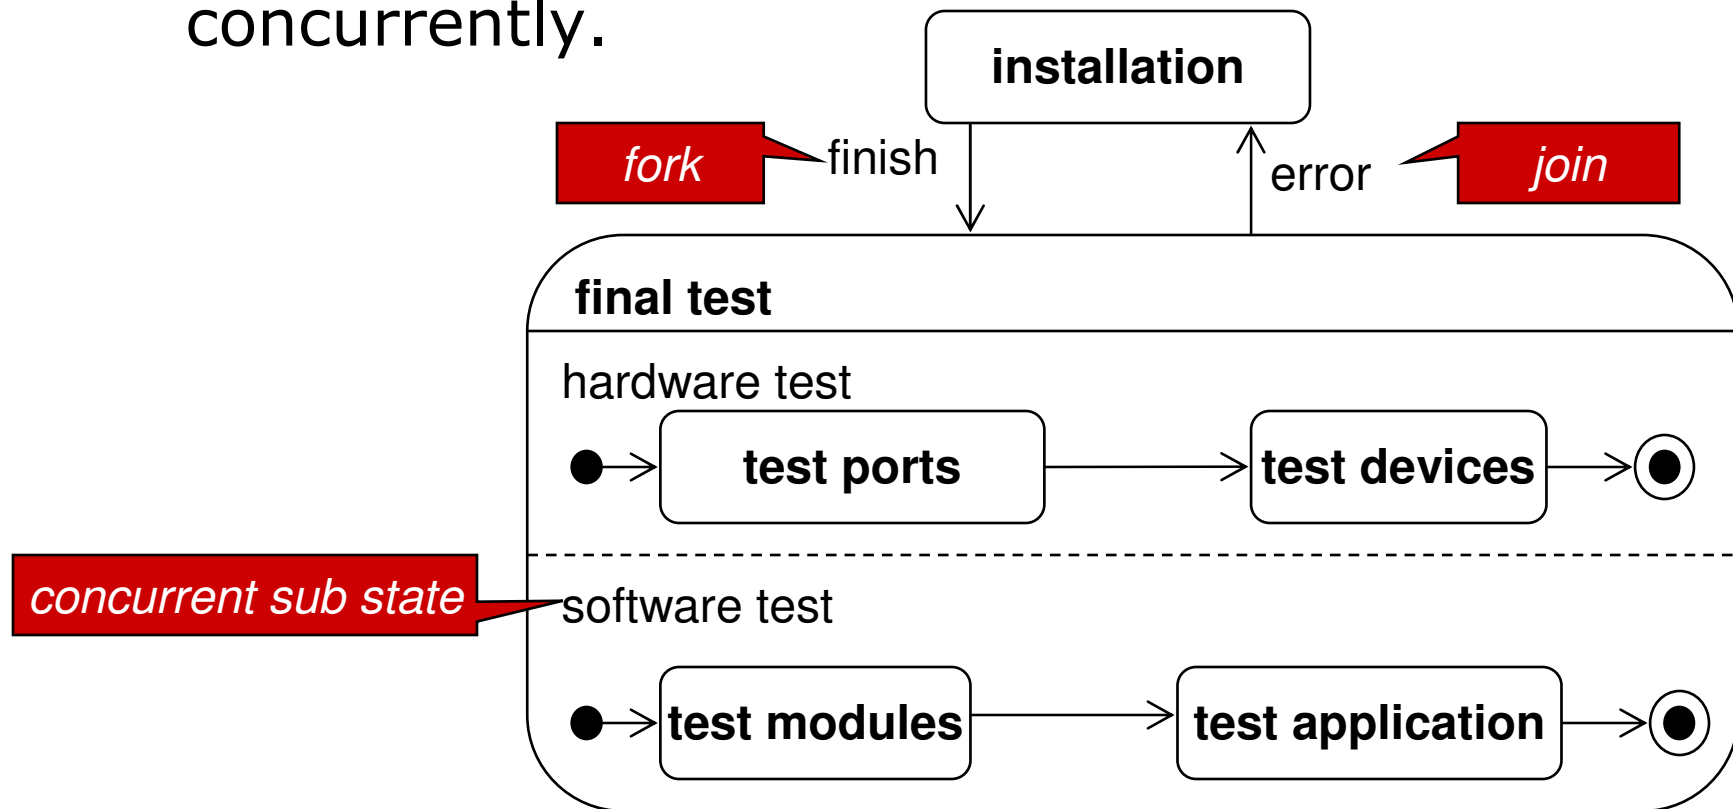 concurrently.
installation
fork
finish
error
join
final test
hardware test
test ports
test devices
concurrent sub state
software test
test modules
test application